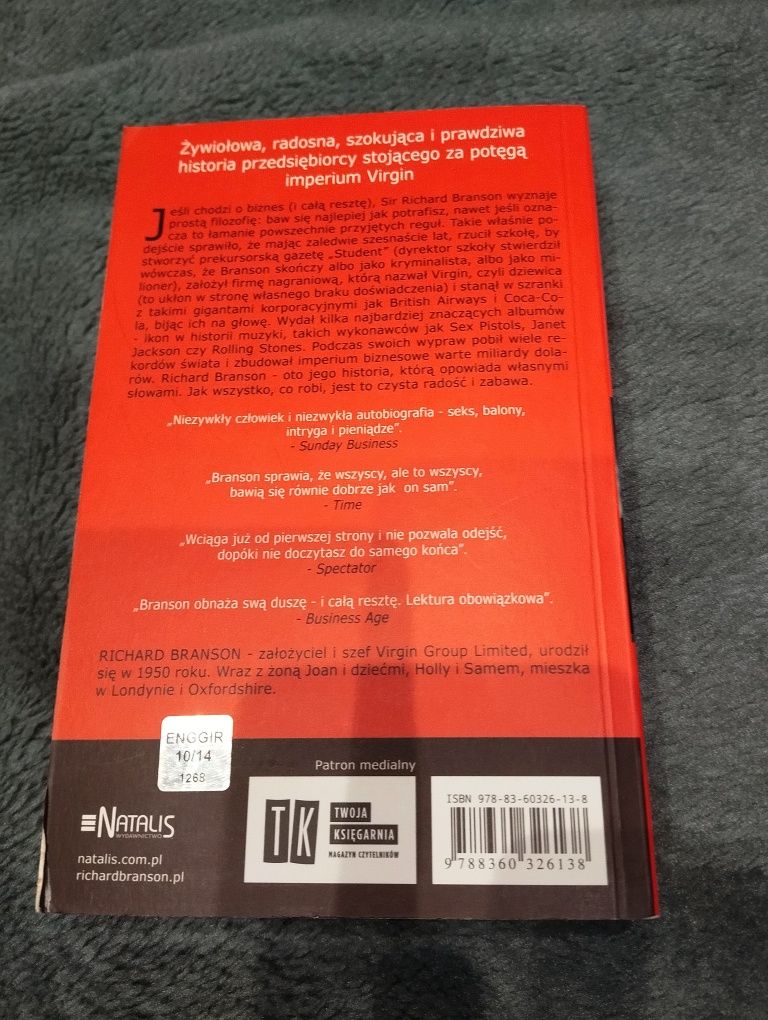 Żywiołowa, radosna, szokująca i prawdziwa
historia przedsiębiorcy stojącego za potęgą
imperium Virgin
Jeśli chodzi o biznes (i całą resztę), Sir Richard Branson wyznaje
prostą filozofię: baw się najlepiej jak potrafisz, nawet jeśli ozna-
cza to łamanie powszechnie przyjętych reguł. Takie właśnie po-
dejście sprawiło, że mając zaledwie szesnaście lat, rzucił szkołę, by
stworzyć prekursorską gazetę „Student” (dyrektor szkoły stwierdził
wówczas, że Branson skończy albo jako kryminalista, albo jako mi-
lioner), założył firmę nagraniową, którą nazwał Virgin, czyli dziewica
(to ukłon w stronę własnego braku doświadczenia) i stanął w szranki
z takimi gigantami korporacyjnymi jak British Airways i Coca-Co-
la, bijąc ich na głowę. Wydał kilka najbardziej znaczących albumów
- ikon w historii muzyki, takich wykonawców jak Sex Pistols, Janet
Jackson czy Rolling Stones. Podczas swoich wypraw pobił wiele re-
kordów świata i zbudował imperium biznesowe warte miliardy dola-
rów. Richard Branson - oto jego historia, którą opowiada własnymi
słowami. Jak wszystko, co robi, jest to czysta radość i zabawa.
„Niezywkły człowiek i niezwykła autobiografia - seks, balony,
intryga i pieniądze”.
- Sunday Business
„Branson sprawia, że wszyscy, ale to wszyscy,
bawią się równie dobrze jak on sam”.
- Time
„Wciąga już od pierwszej strony i nie pozwala odejść,
dopóki nie doczytasz do samego końca”.
- Spectator
„Branson obnaża swą duszę - i całą resztę. Lektura obowiązkowa”.
- Business Age
RICHARD BRANSON - założyciel i szef Virgin Group Limited, urodził
się w 1950 roku. Wraz z żoną Joan i dziećmi, Holly i Samem, mieszka
w Londynie i Oxfordshire.
ENGGIR
10/14
1268
Patron medialny
NATALIS
WYDAWNICTWO
natalis.com.pl
richardbranson.pl
TK
TWOJA
KSIĘGARNIA
MAGAZYN CZYTELNIKÓW
ISBN 978-83-60326-13-8
9 788360 326138